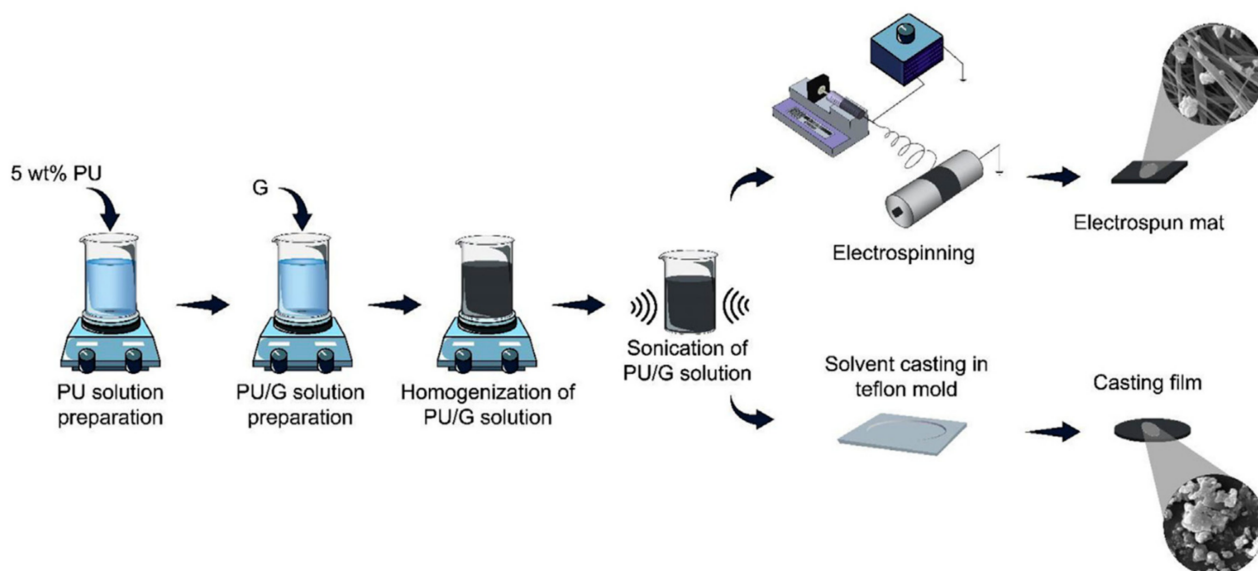 5 wt% PU
G
PU solution
preparation
PU/G solution
preparation
Homogenization of
PU/G solution
Sonication of
PU/G solution
Electrospinning
Electrospun mat
Solvent casting in
teflon mold
Casting film